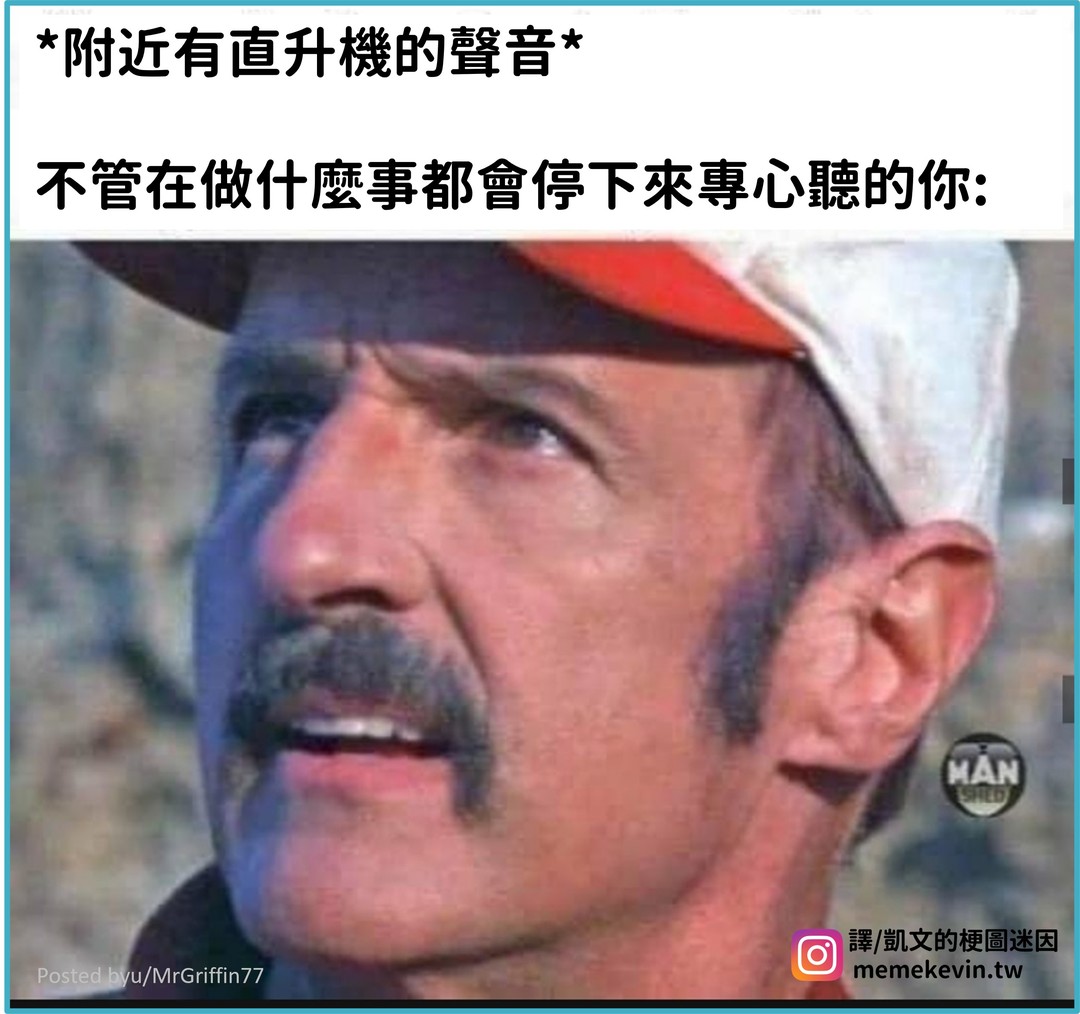 *附近有直升機的聲音*
不管在做什麼事都會停下來專心聽的你:
MAN
SHED
譯/凱文的梗圖迷因
memekevin.tw
Posted byu/MrGriffin77